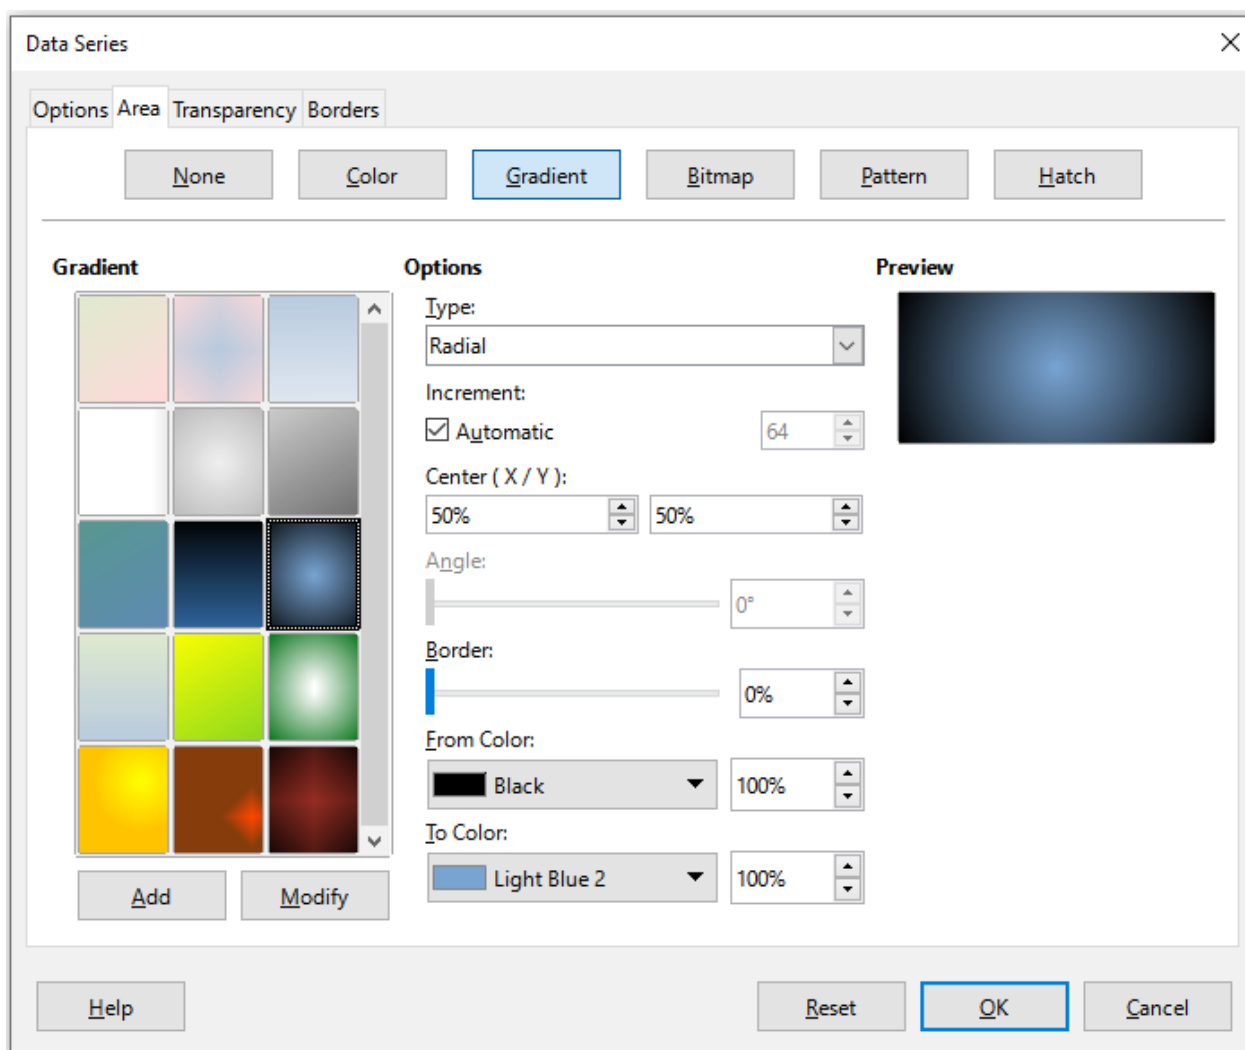 Data Series
Options Area Transparency Borders
None Color Gradient Bitmap Pattern Hatch
Gradient
Options
Type:
Radial
Increment:
Automatic 64
Center ( X / Y ):
50% 50%
Angle:
0°
Border:
0%
From Color:
Black 100%
To Color:
Light Blue 2 100%
Preview
Add Modify
Help Reset OK Cancel